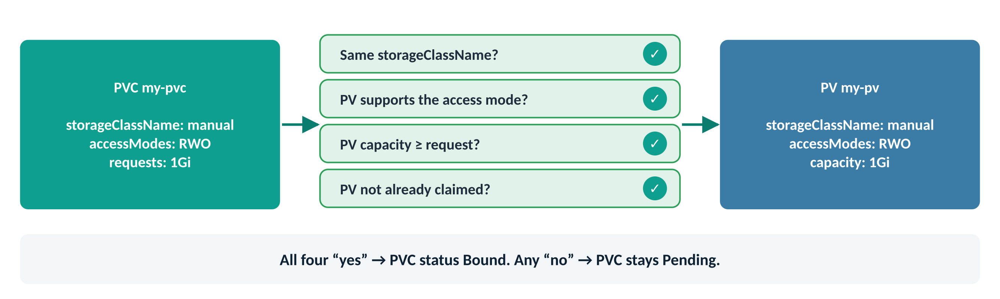 PVC my-pvc
storageClassName: manual
accessModes: RWO
requests: 1Gi
Same storageClassName?
✓
PV supports the access mode?
✓
PV capacity ≥ request?
✓
PV not already claimed?
✓
PV my-pv
storageClassName: manual
accessModes: RWO
capacity: 1Gi
All four “yes” → PVC status Bound. Any “no” → PVC stays Pending.